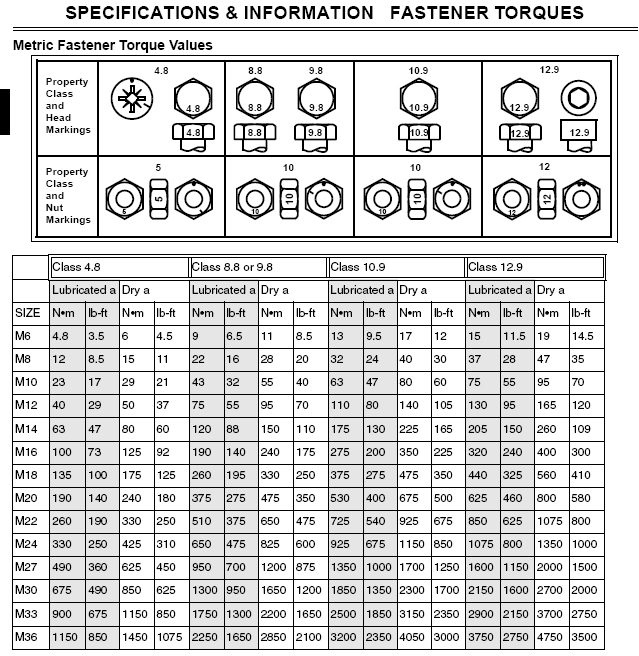 SPECIFICATIONS & INFORMATION FASTENER TORQUES
Metric Fastener Torque Values
Property Class and Head Markings
4.8
8.8 9.8
10.9
12.9
4.8 8.8 9.8 10.9 12.9
4.8 8.8 9.8 10.9 12.9 12.9
Property Class and Nut Markings
5
10
10
12
5 5 10 10 10 10 12 12
Class 4.8 Class 8.8 or 9.8 Class 10.9 Class 12.9
Lubricated a Dry a Lubricated a Dry a Lubricated a Dry a Lubricated a Dry a
SIZE N•m lb-ft N•m lb-ft N•m lb-ft N•m lb-ft N•m lb-ft N•m lb-ft N•m lb-ft N•m lb-ft
M6 4.8 3.5 6 4.5 9 6.5 11 8.5 13 9.5 17 12 15 11.5 19 14.5
M8 12 8.5 15 11 22 16 28 20 32 24 40 30 37 28 47 35
M10 23 17 29 21 43 32 55 40 63 47 80 60 75 55 95 70
M12 40 29 50 37 75 55 95 70 110 80 140 105 130 95 165 120
M14 63 47 80 60 120 88 150 110 175 130 225 165 205 150 260 109
M16 100 73 125 92 190 140 240 175 275 200 350 225 320 240 400 300
M18 135 100 175 125 260 195 330 250 375 275 475 350 440 325 560 410
M20 190 140 240 180 375 275 475 350 530 400 675 500 625 460 800 580
M22 260 190 330 250 510 375 650 475 725 540 925 675 850 625 1075 800
M24 330 250 425 310 650 475 825 600 925 675 1150 850 1075 800 1350 1000
M27 490 360 625 450 950 700 1200 875 1350 1000 1700 1250 1600 1150 2000 1500
M30 675 490 850 625 1300 950 1650 1200 1850 1350 2300 1700 2150 1600 2700 2000
M33 900 675 1150 850 1750 1300 2200 1650 2500 1850 3150 2350 2900 2150 3700 2750
M36 1150 850 1450 1075 2250 1650 2850 2100 3200 2350 4050 3000 3750 2750 4750 3500